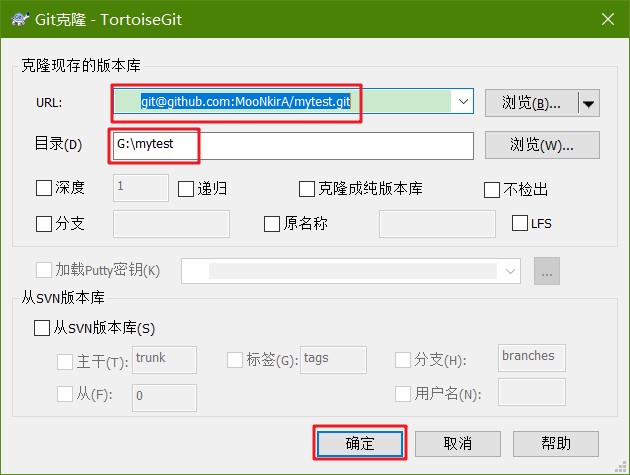 Git克隆 - TortoiseGit
克隆现存的版本库
URL: git@github.com:MooNkirA/mytest.git 浏览(B)...
目录(D) G:\mytest 浏览(W)...
深度 1 递归 克隆成纯版本库 不检出
分支 原名称 LFS
加载Putty密钥(K) ...
从SVN版本库
从SVN版本库(S)
主干(T): trunk 标签(G): tags 分支(H): branches
从(F): 0 用户名(N):
确定 取消 帮助